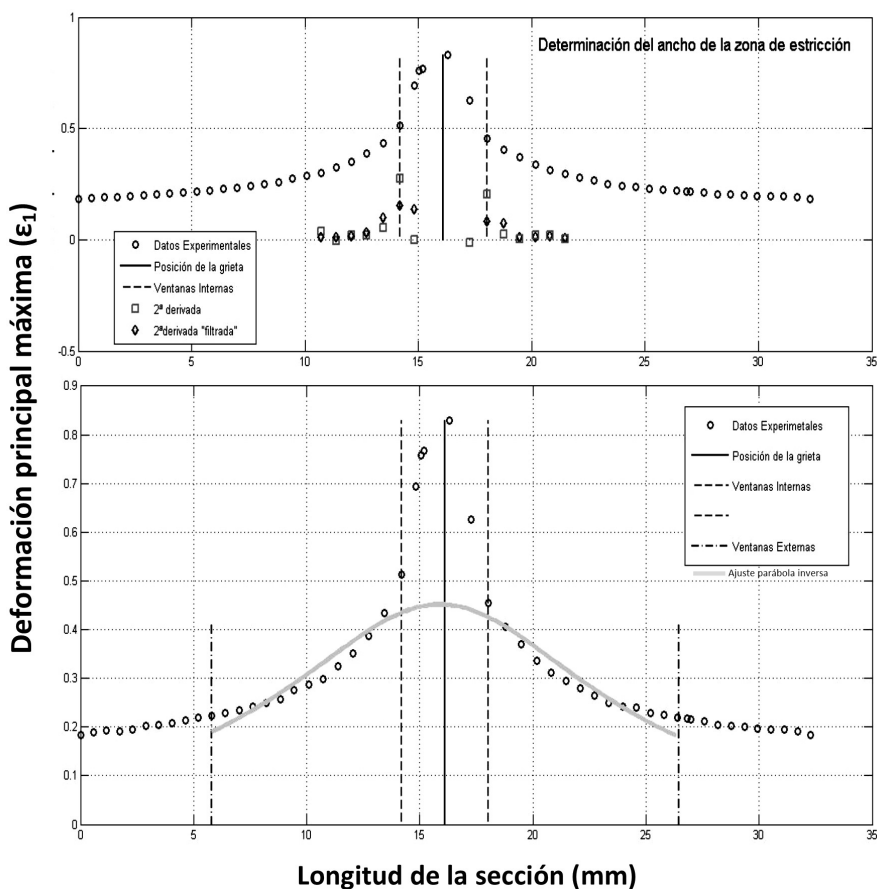 Deformación principal máxima (ε₁)
1
0.5
0
-0.5
Determinación del ancho de la zona de estricción
Datos Experimentales
Posición de la grieta
Ventanas Internas
2ª derivada
2ªderivada "filtrada"
0 5 10 15 20 25 30 35
0.9
0.8
0.7
0.6
0.5
0.4
0.3
0.2
0.1
0
Datos Experimetales
Posición de la grieta
Ventanas Internas
Ventanas Externas
Ajuste parábola inversa
0 5 10 15 20 25 30 35
Longitud de la sección (mm)